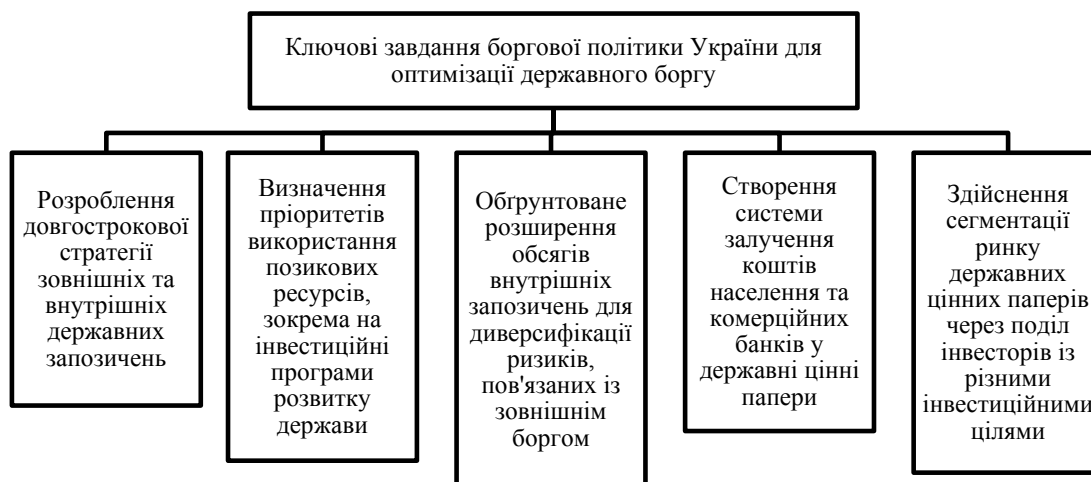 Ключові завдання боргової політики України для
оптимізації державного боргу
Розроблення
довгострокової
стратегії
зовнішніх та
внутрішніх
державних
запозичень
Визначення
пріоритетів
використання
позикових
ресурсів,
зокрема на
інвестиційні
програми
розвитку
держави
Обґрунтоване
розширення
обсягів
внутрішніх
запозичень для
диверсифікації
ризиків,
пов'язаних із
зовнішнім
боргом
Створення
системи
залучення
коштів
населення та
комерційних
банків у
державні цінні
папери
Здійснення
сегментації
ринку
державних
цінних паперів
через поділ
інвесторів із
різними
інвестиційними
цілями